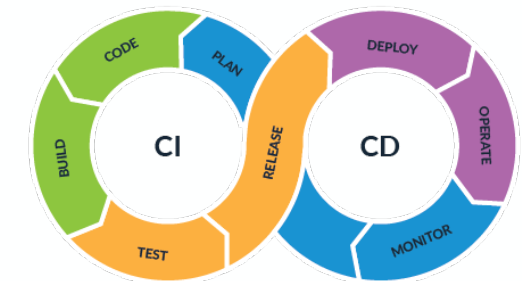 CODE
PLAN
BUILD
CI
TEST
RELEASE
DEPLOY
CD
OPERATE
MONITOR